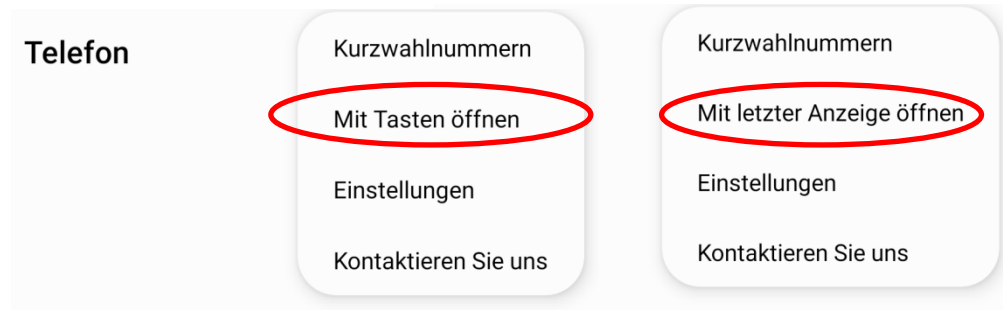 Telefon
Kurzwahlnummern
Mit Tasten öffnen
Einstellungen
Kontaktieren Sie uns
Kurzwahlnummern
Mit letzter Anzeige öffnen
Einstellungen
Kontaktieren Sie uns